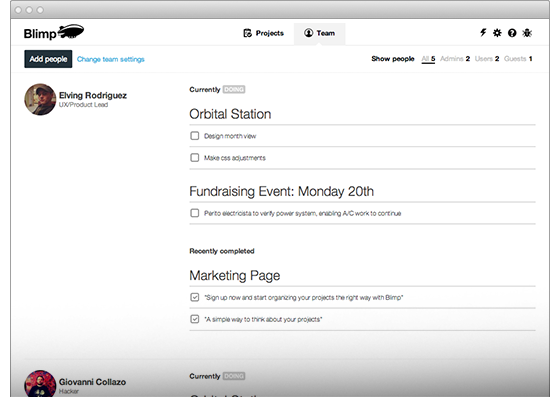 Blimp
Projects
Team
Add people
Change team settings
Show people All 5 Admins 2 Users 2 Guests 1
Elving Rodriguez
UX/Product Lead
Currently DOING
Orbital Station
Design month view
Make css adjustments
Fundraising Event: Monday 20th
Perito electricista to verify power system, enabling A/C work to continue
Recently completed
Marketing Page
"Sign up now and start organizing your projects the right way with Blimp"
"A simple way to think about your projects"
Giovanni Collazo
Hacker
Currently DOING